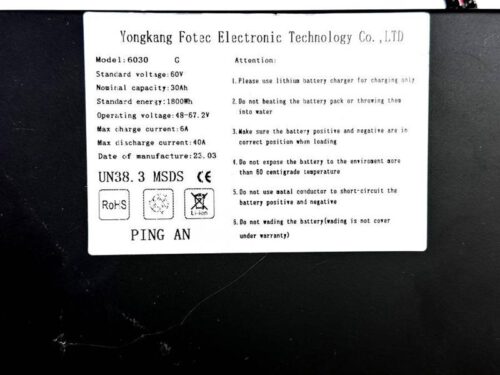 Yongkang Fotec Electronic Technology Co.,LTD
Model:6030 G
Standard voltage:60V
Nominal capacity:30Ah
Standard energy:1800Wh
Operating voltage:48-67.2V
Max charge current:6A
Max discharge current:40A
Date of manufacture:23.03
UN38.3 MSDS CE
RoHS
Li-ion
PING AN
Attention:
1.Please use lithium battery charger for charging only
2.Do not heating the battery pack or throwing them
into water
3.Make sure the battery positive and negative are in
correct position when loading
4.Do not expose the battery to the enviroment more
than 60 centigrade temperature
5.Do not use matal conductor to short-circuit the
battery positive and negative
6.Do not wading the battery(wading is not cover
under warranty)